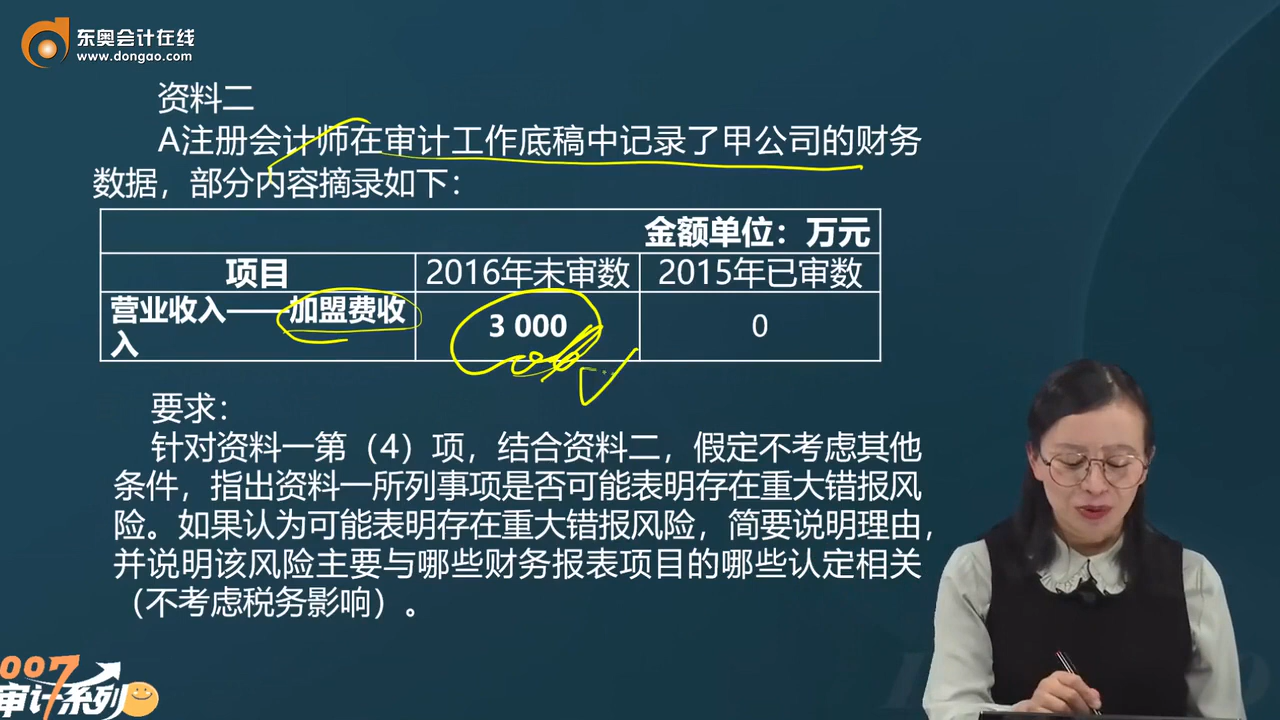 东奥会计在线
www.dongao.com
资料二
A注册会计师在审计工作底稿中记录了甲公司的财务
数据，部分内容摘录如下：
金额单位：万元
项目 2016年未审数 2015年已审数
营业收入——加盟费收
入 3 000 0
要求：
针对资料一第（4）项，结合资料二，假定不考虑其他
条件，指出资料一所列事项是否可能表明存在重大错报风
险。如果认为可能表明存在重大错报风险，简要说明理由，
并说明该风险主要与哪些财务报表项目的哪些认定相关
（不考虑税务影响）。
007
审计系列